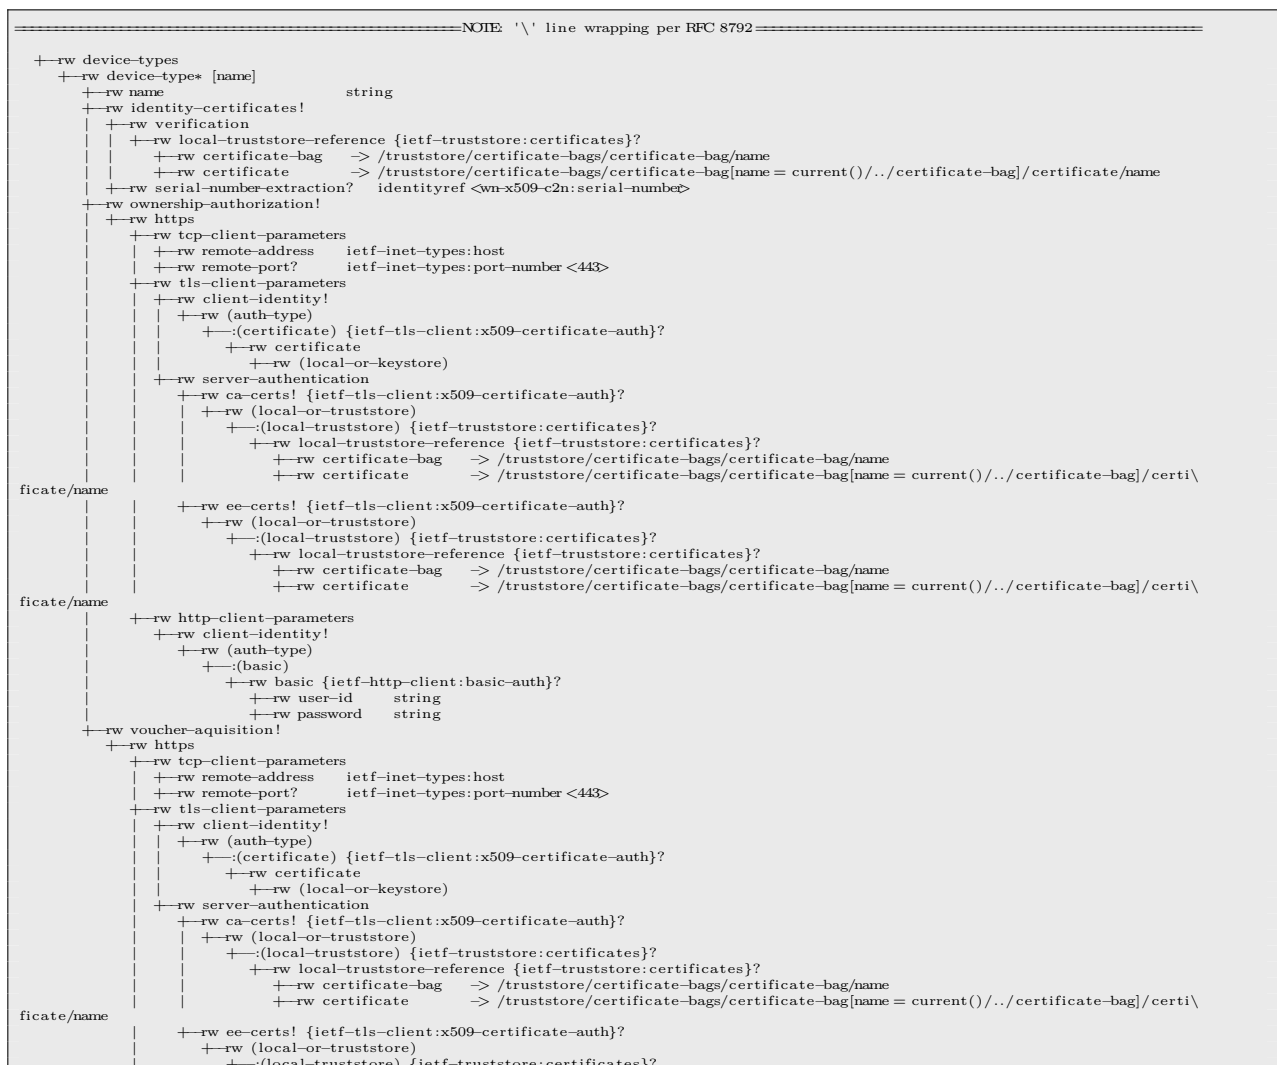 ===============NOTE: '\' line wrapping per RFC 8792===============
+--rw device-types
   +--rw device-type* [name]
      +--rw name                           string
      +--rw identity-certificates!
      |  +--rw verification
      |  |  +--rw local-truststore-reference {ietf-truststore:certificates}?
      |  |     +--rw certificate-bag    -> /truststore/certificate-bags/certificate-bag/name
      |  |     +--rw certificate        -> /truststore/certificate-bags/certificate-bag[name = current()/../certificate-bag]/certificate/name
      |  +--rw serial-number-extraction?   identityref <wn-x509-c2n:serial-number>
      +--rw ownership-authorization!
      |  +--rw https
      |     +--rw tcp-client-parameters
      |     |  +--rw remote-address    ietf-inet-types:host
      |     |  +--rw remote-port?      ietf-inet-types:port-number <443>
      |     +--rw tls-client-parameters
      |     |  +--rw client-identity!
      |     |  |  +--rw (auth-type)
      |     |  |     +--:(certificate) {ietf-tls-client:x509-certificate-auth}?
      |     |  |        +--rw certificate
      |     |  |           +--rw (local-or-keystore)
      |     |  +--rw server-authentication
      |     |     +--rw ca-certs! {ietf-tls-client:x509-certificate-auth}?
      |     |     |  +--rw (local-or-truststore)
      |     |     |     +--:(local-truststore) {ietf-truststore:certificates}?
      |     |     |        +--rw local-truststore-reference {ietf-truststore:certificates}?
      |     |     |           +--rw certificate-bag    -> /truststore/certificate-bags/certificate-bag/name
      |     |     |           +--rw certificate        -> /truststore/certificate-bags/certificate-bag[name = current()/../certificate-bag]/certi\
ficate/name
      |     |     +--rw ee-certs! {ietf-tls-client:x509-certificate-auth}?
      |     |        +--rw (local-or-truststore)
      |     |           +--:(local-truststore) {ietf-truststore:certificates}?
      |     |              +--rw local-truststore-reference {ietf-truststore:certificates}?
      |     |                 +--rw certificate-bag    -> /truststore/certificate-bags/certificate-bag/name
      |     |                 +--rw certificate        -> /truststore/certificate-bags/certificate-bag[name = current()/../certificate-bag]/certi\
ficate/name
      |     +--rw http-client-parameters
      |        +--rw client-identity!
      |           +--rw (auth-type)
      |              +--:(basic)
      |                 +--rw basic {ietf-http-client:basic-auth}?
      |                    +--rw user-id     string
      |                    +--rw password    string
      +--rw voucher-aquisition!
         +--rw https
            +--rw tcp-client-parameters
            |  +--rw remote-address    ietf-inet-types:host
            |  +--rw remote-port?      ietf-inet-types:port-number <443>
            +--rw tls-client-parameters
            |  +--rw client-identity!
            |  |  +--rw (auth-type)
            |  |     +--:(certificate) {ietf-tls-client:x509-certificate-auth}?
            |  |        +--rw certificate
            |  |           +--rw (local-or-keystore)
            |  +--rw server-authentication
            |     +--rw ca-certs! {ietf-tls-client:x509-certificate-auth}?
            |     |  +--rw (local-or-truststore)
            |     |     +--:(local-truststore) {ietf-truststore:certificates}?
            |     |        +--rw local-truststore-reference {ietf-truststore:certificates}?
            |     |           +--rw certificate-bag    -> /truststore/certificate-bags/certificate-bag/name
            |     |           +--rw certificate        -> /truststore/certificate-bags/certificate-bag[name = current()/../certificate-bag]/certi\
ficate/name
            |     +--rw ee-certs! {ietf-tls-client:x509-certificate-auth}?
            |        +--rw (local-or-truststore)
            |           +--:(local-truststore) {ietf-truststore:certificates}?